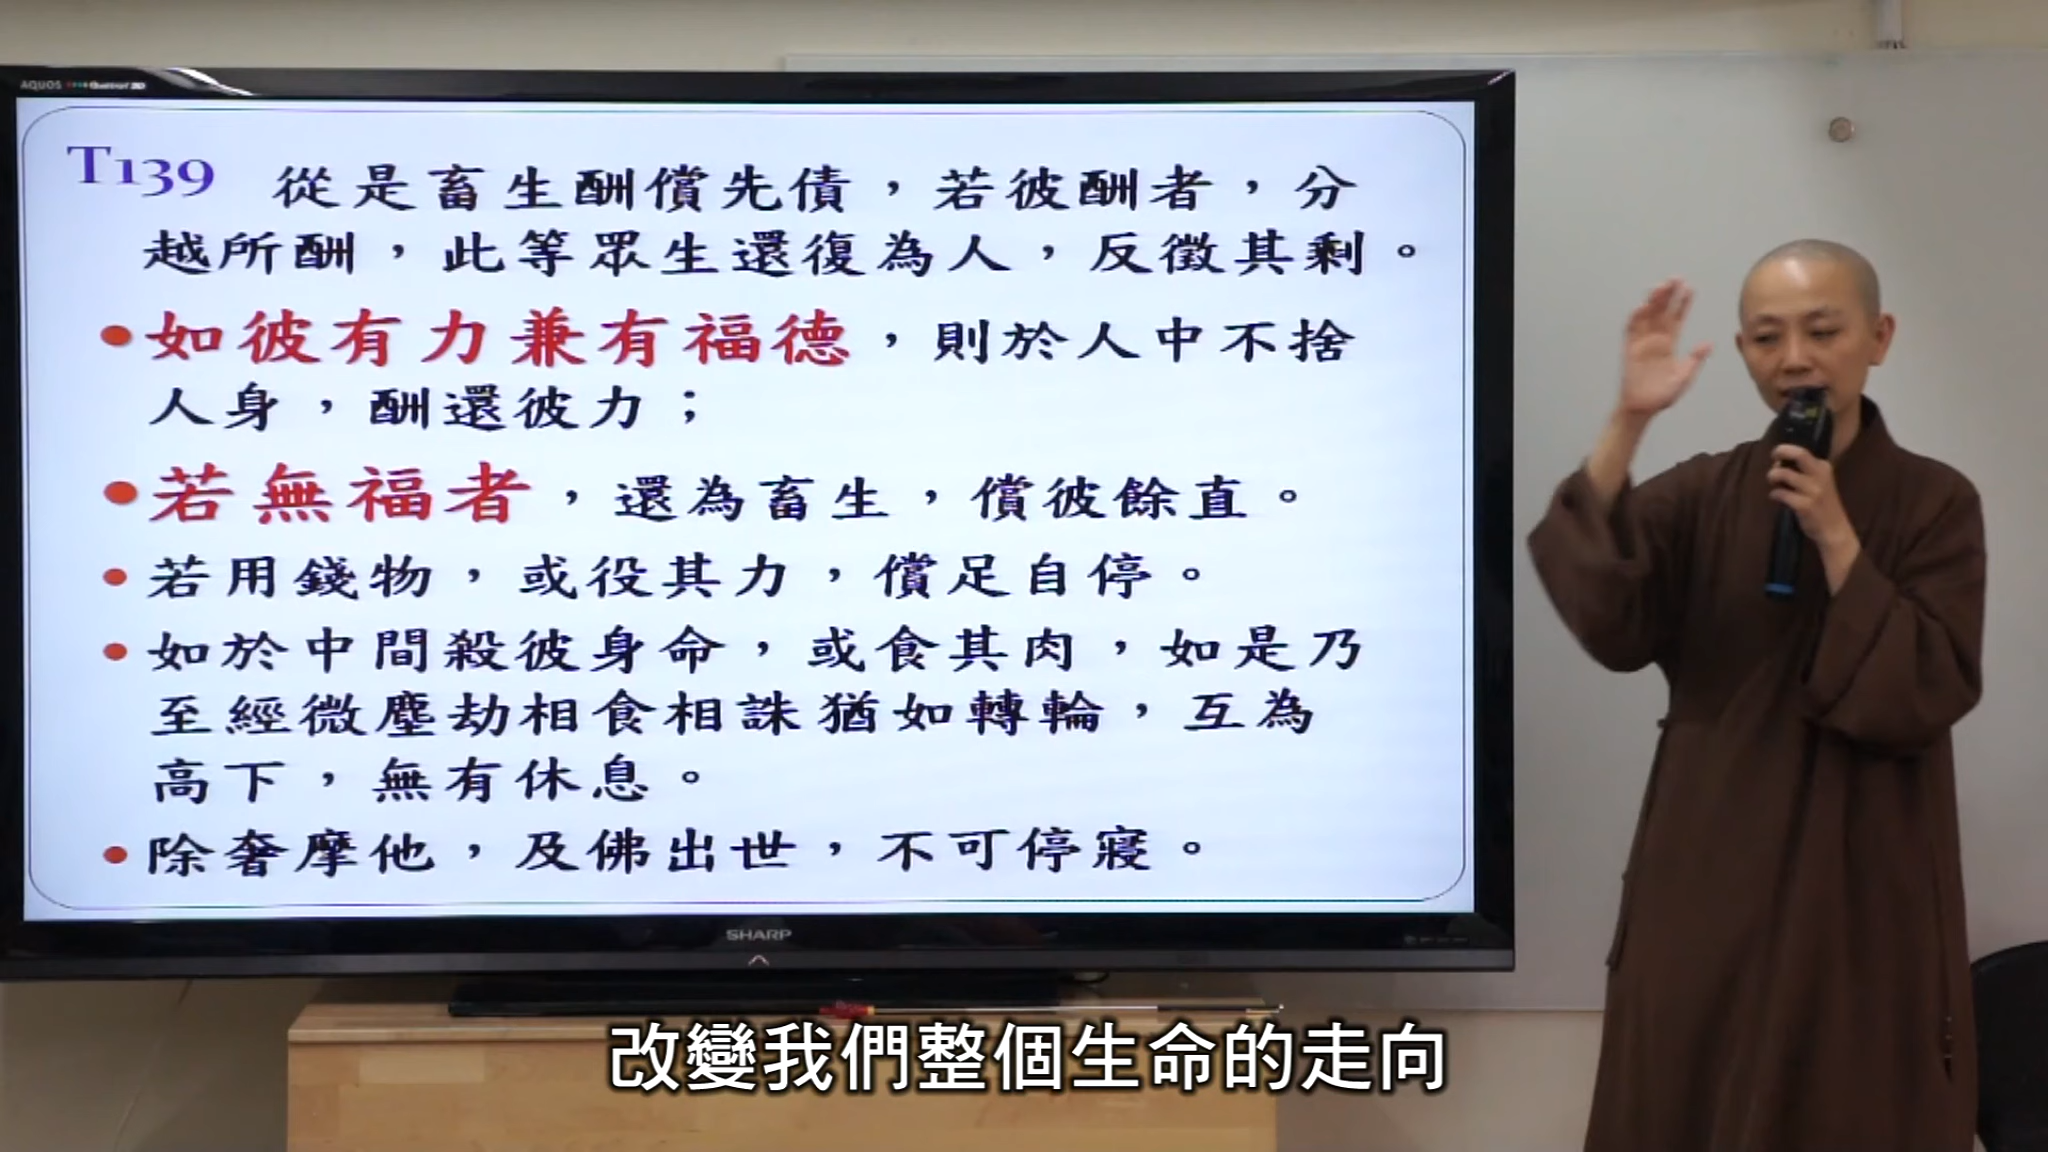 AQUOS
T139 從是畜生酬償先債，若彼酬者，分
越所酬，此等眾生還復為人，反徵其剩。
•如彼有力兼有福德，則於人中不捨
人身，酬還彼力；
•若無福者，還為畜生，償彼餘直。
•若用錢物，或役其力，償足自停。
•如於中間殺彼身命，或食其肉，如是乃
至經微塵劫相食相誅猶如轉輪，互為
高下，無有休息。
•除奢摩他，及佛出世，不可停寢。
SHARP
改變我們整個生命的走向